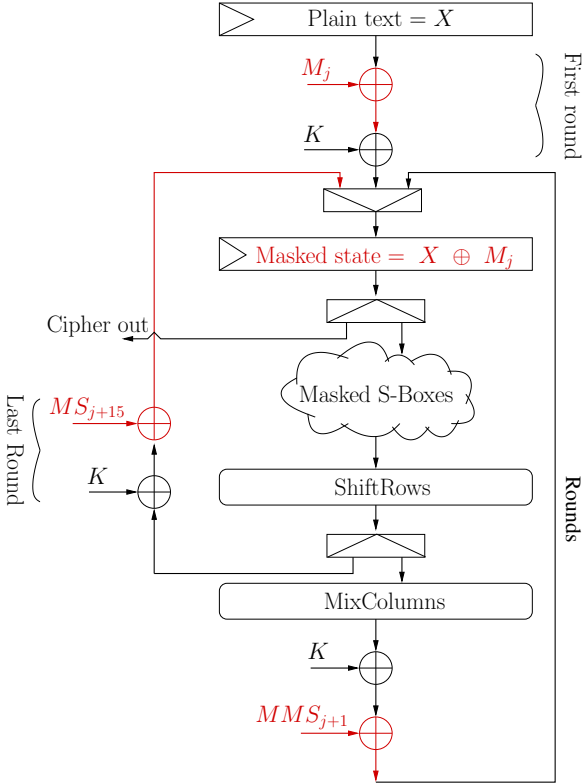 Plain text = X
M_j
First round
K
Masked state = X ⊕ M_j
Cipher out
Masked S-Boxes
MS_{j+15}
Last Round
K
ShiftRows
Rounds
MixColumns
K
MMS_{j+1}